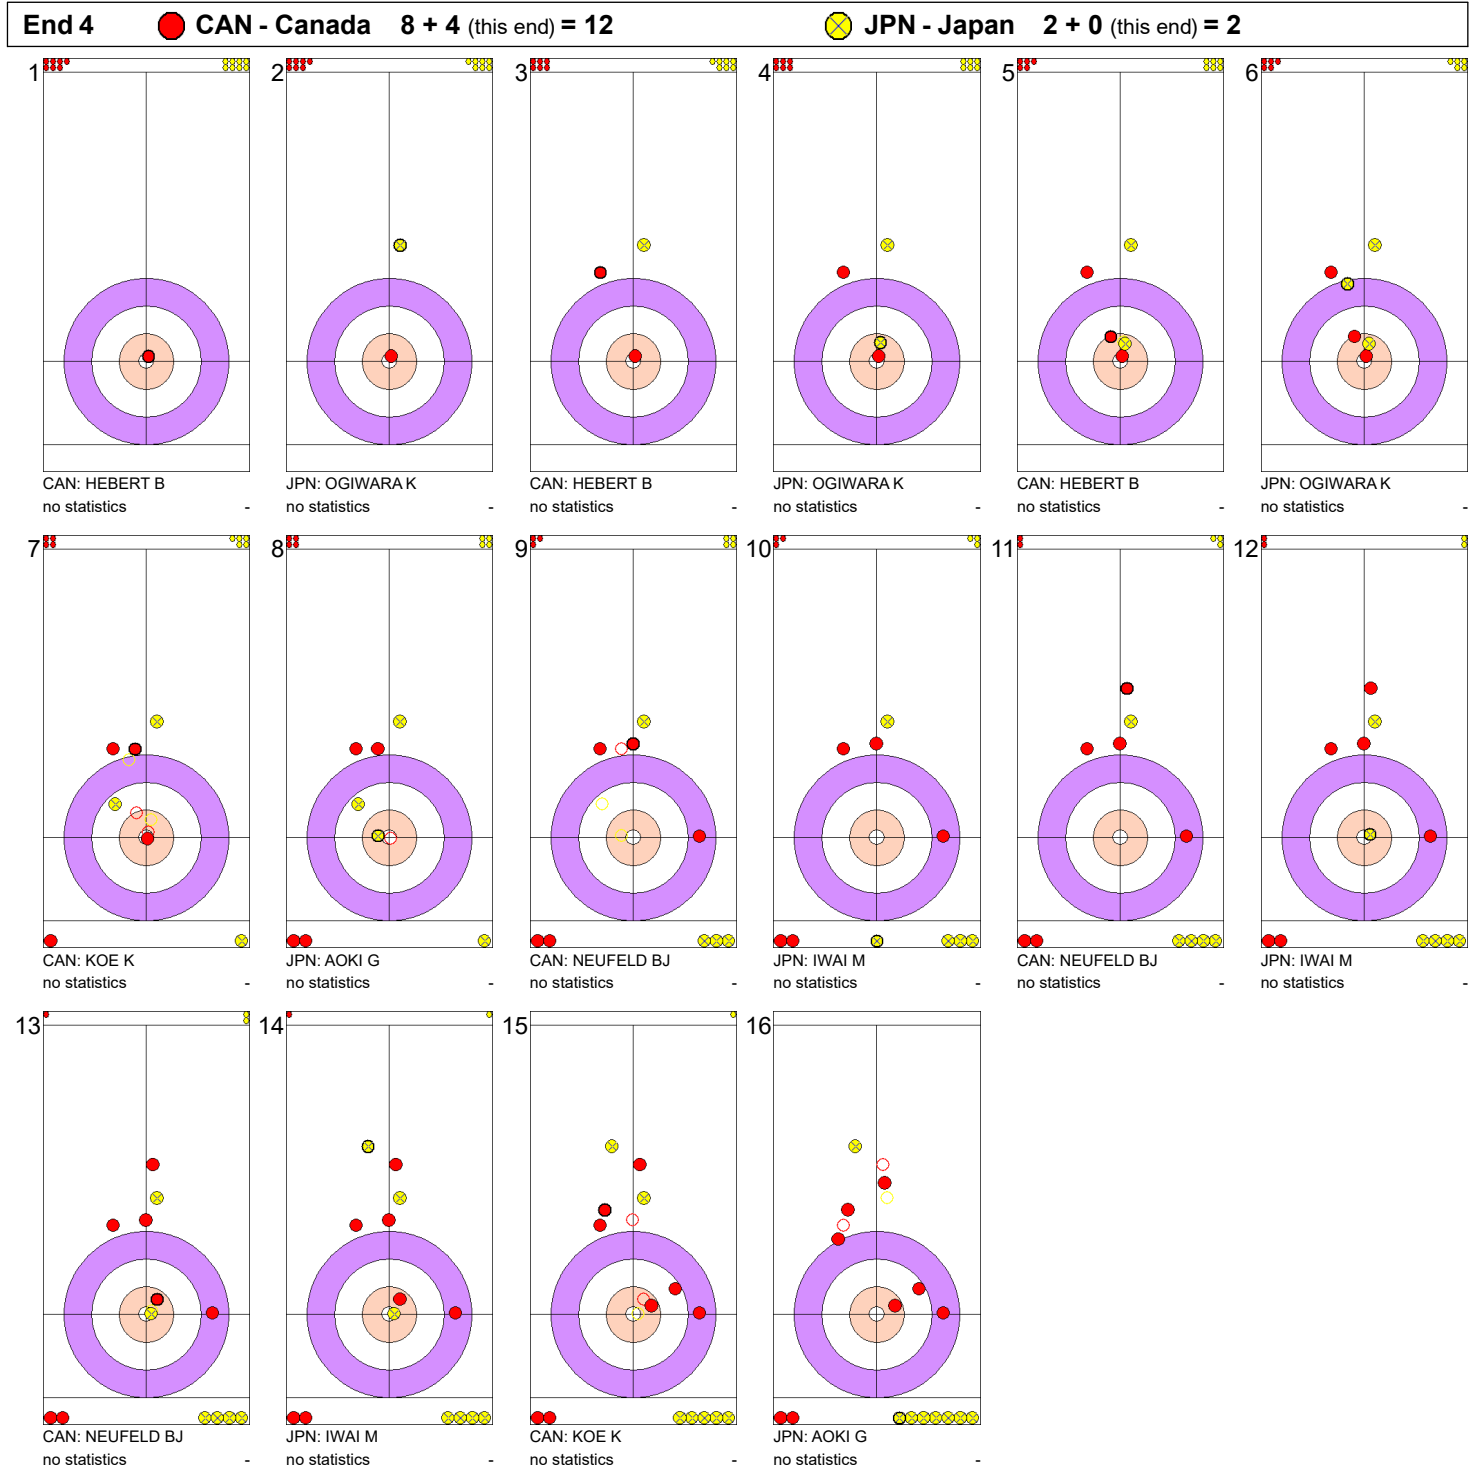 End 4 CAN - Canada 8 + 4 (this end) = 12 JPN - Japan 2 + 0 (this end) = 2
1 2 3 4 5 6
CAN: HEBERT B JPN: OGIWARA K CAN: HEBERT B JPN: OGIWARA K CAN: HEBERT B JPN: OGIWARA K
no statistics - no statistics - no statistics - no statistics - no statistics - no statistics -
7 8 9 10 11 12
CAN: KOE K JPN: AOKI G CAN: NEUFELD BJ JPN: IWAI M CAN: NEUFELD BJ JPN: IWAI M
no statistics - no statistics - no statistics - no statistics - no statistics - no statistics -
13 14 15 16
CAN: NEUFELD BJ JPN: IWAI M CAN: KOE K JPN: AOKI G
no statistics - no statistics - no statistics - no statistics -